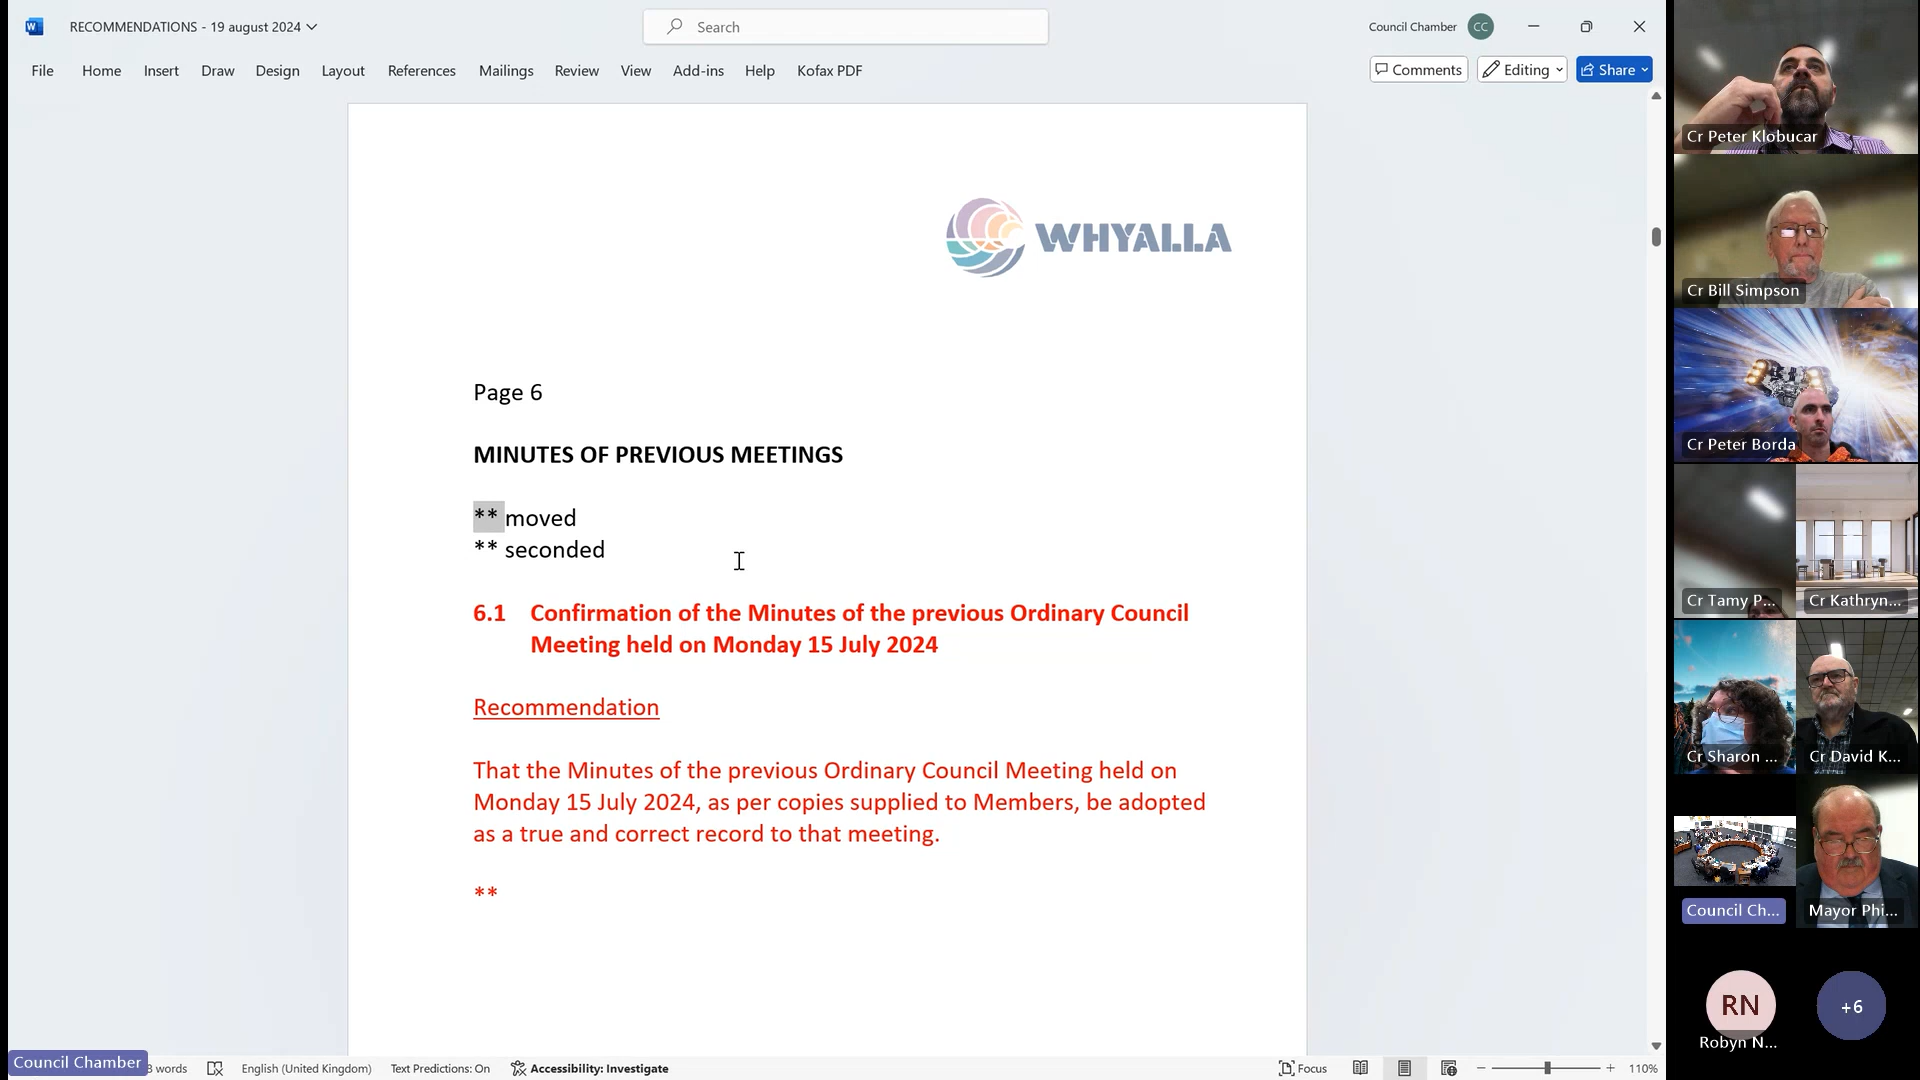 RECOMMENDATIONS - 19 august 2024
Search
Council Chamber
CC
File
Home
Insert
Draw
Design
Layout
References
Mailings
Review
View
Add-ins
Help
Kofax PDF
Comments
Editing
Share
WHYALLA
Page 6
MINUTES OF PREVIOUS MEETINGS
** moved
** seconded
6.1 Confirmation of the Minutes of the previous Ordinary Council
Meeting held on Monday 15 July 2024
Recommendation
That the Minutes of the previous Ordinary Council Meeting held on
Monday 15 July 2024, as per copies supplied to Members, be adopted
as a true and correct record to that meeting.
**
Cr Peter Klobucar
Cr Bill Simpson
Cr Peter Borda
Cr Tamy P...
Cr Kathryn...
Cr Sharon ...
Cr David K...
Council Ch...
Mayor Phi...
RN
Robyn N...
+6
Council Chamber
words
English (United Kingdom)
Text Predictions: On
Accessibility: Investigate
Focus
110%